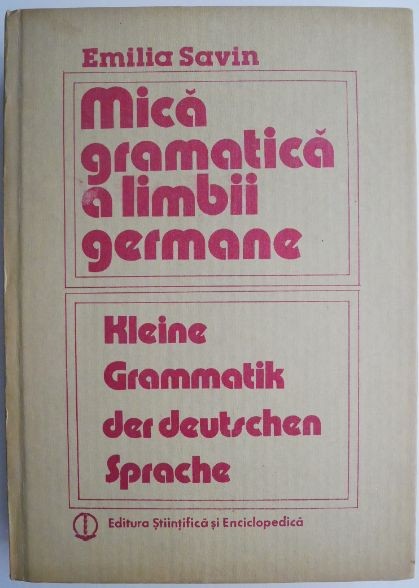 Emilia Savin
Mică
gramatică
a limbii
germane
Kleine
Grammatik
der deutschen
Sprache
Editura Științifică și Enciclopedică